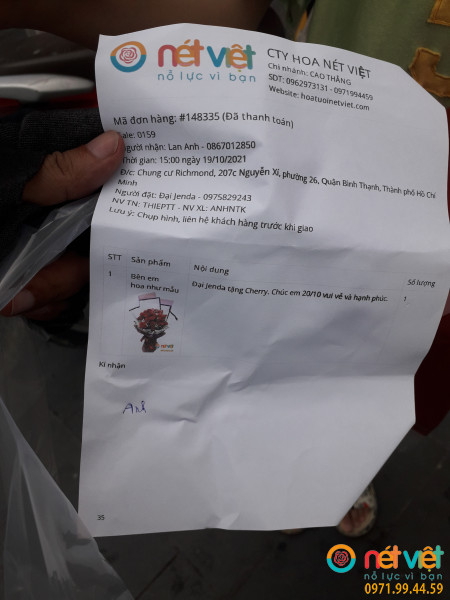 nét việt
nỗ lực vì bạn
CTY HOA NÉT VIỆT
Chi nhánh: CAO THẮNG
SDT: 0962973131 - 0971994459
Website: hoatuoinetviet.com
Mã đơn hàng: #148335 (Đã thanh toán)
ale: 0159
gười nhận: Lan Anh - 0867012850
Thời gian: 15:00 ngày 19/10/2021
Đ/c: Chung cư Richmond, 207c Nguyễn Xí, phường 26, Quận Bình Thạnh, Thành phố Hồ Chí
Minh
Người đặt: Đại Jenda - 0975829243
NV TN: THIEPTT - NV XL: ANHNTK
Lưu ý: Chụp hình, liên hệ khách hàng trước khi giao
STT Sản phẩm Nội dung Số lượng
1 Bên em Đại Jenda tặng Cherry. Chúc em 20/10 vui vẻ và hạnh phúc. 1
hoa như mẫu
nét việt
Kí nhận
Anh
35
nét việt
nỗ lực vì bạn
0971.99.44.59